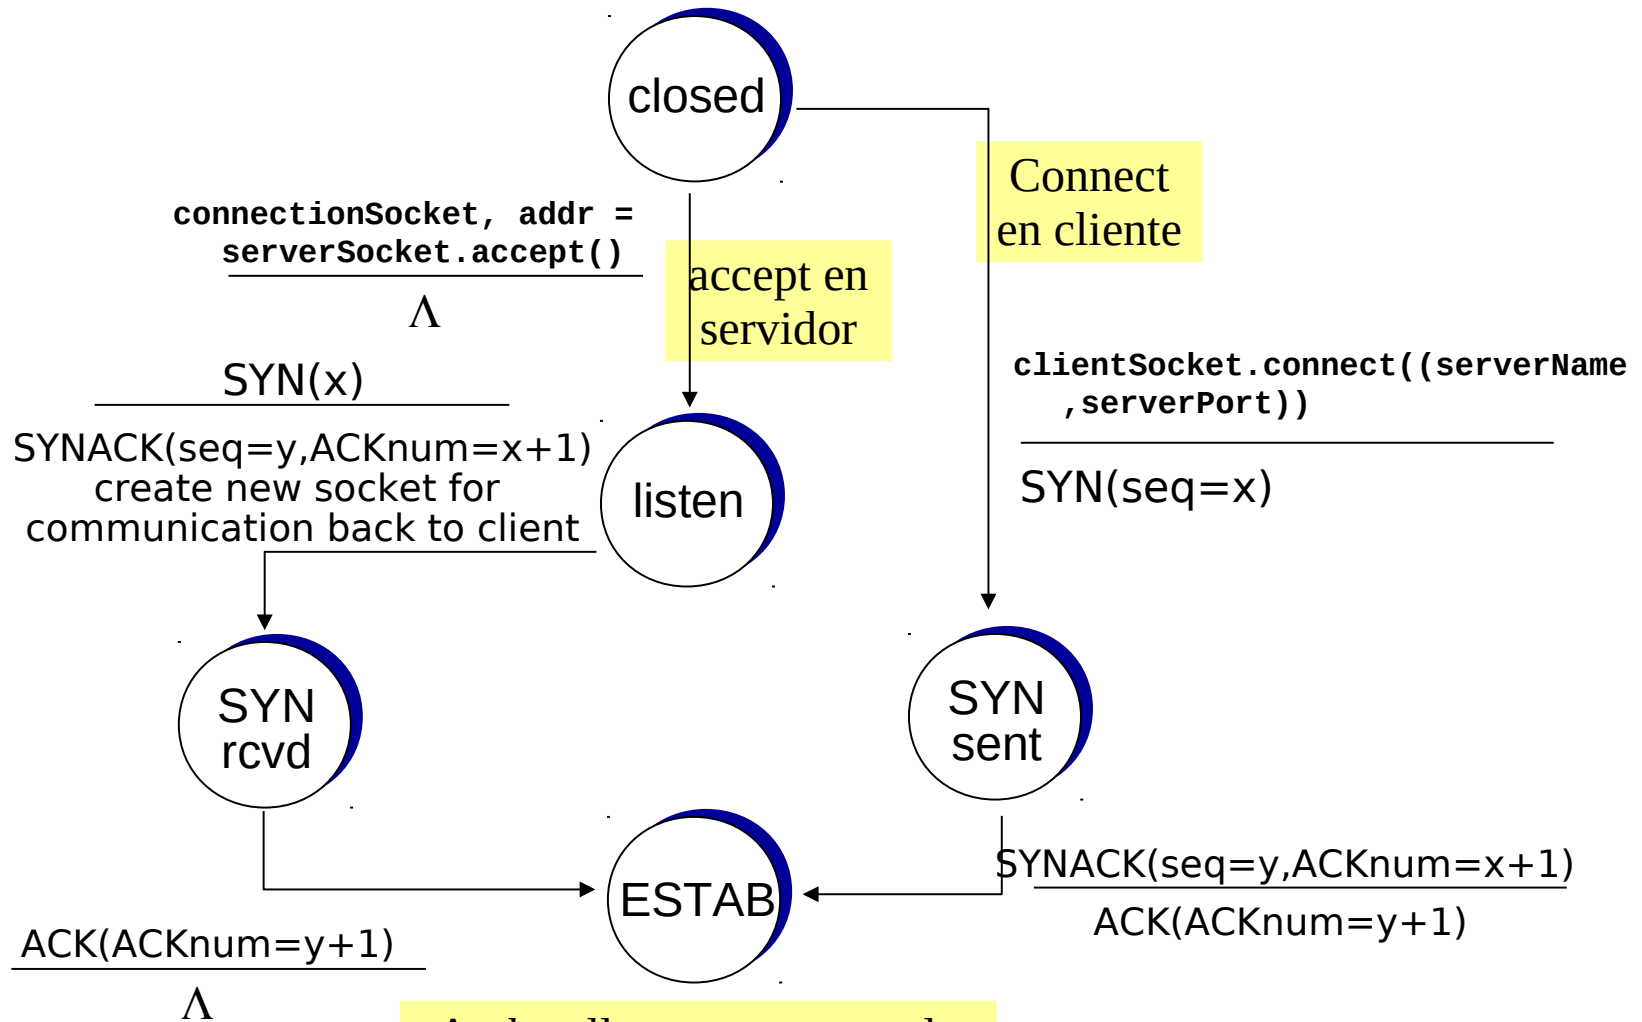 closed
Connect
en cliente
connectionSocket, addr =
serverSocket.accept()
Λ
accept en
servidor
SYN(x)
SYNACK(seq=y,ACKnum=x+1)
create new socket for
communication back to client
listen
clientSocket.connect((serverName
,serverPort))
SYN(seq=x)
SYN
rcvd
SYN
sent
ESTAB
SYNACK(seq=y,ACKnum=x+1)
ACK(ACKnum=y+1)
ACK(ACKnum=y+1)
Λ